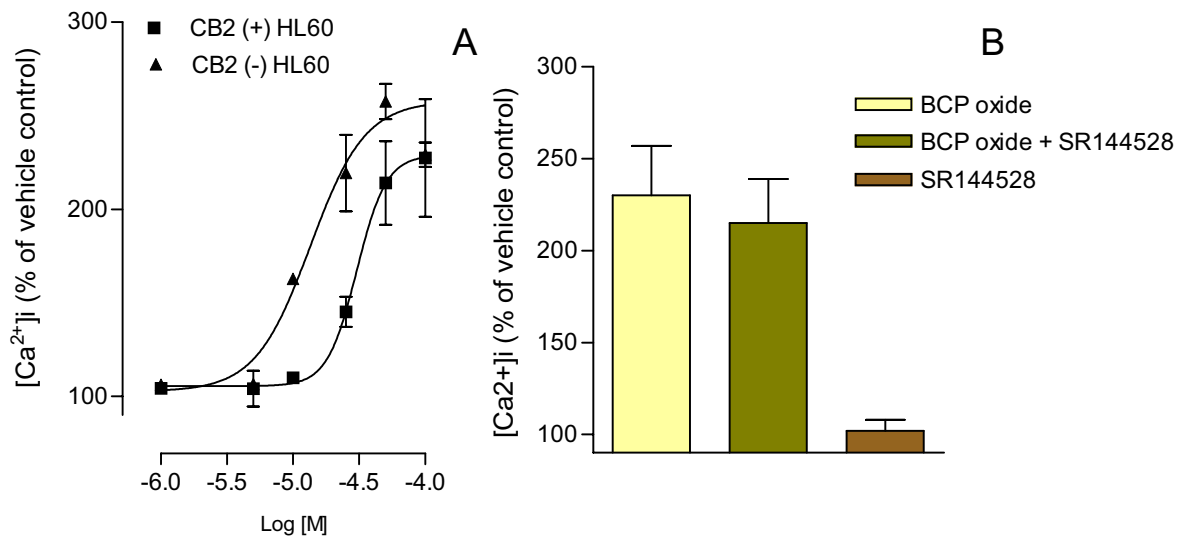 A
CB2 (+) HL60
CB2 (-) HL60
[Ca²⁺]i (% of vehicle control)
300
200
100
-6.0 -5.5 -5.0 -4.5 -4.0
Log [M]
B
BCP oxide
BCP oxide + SR144528
SR144528
[Ca2+]i (% of vehicle control)
300
250
200
150
100